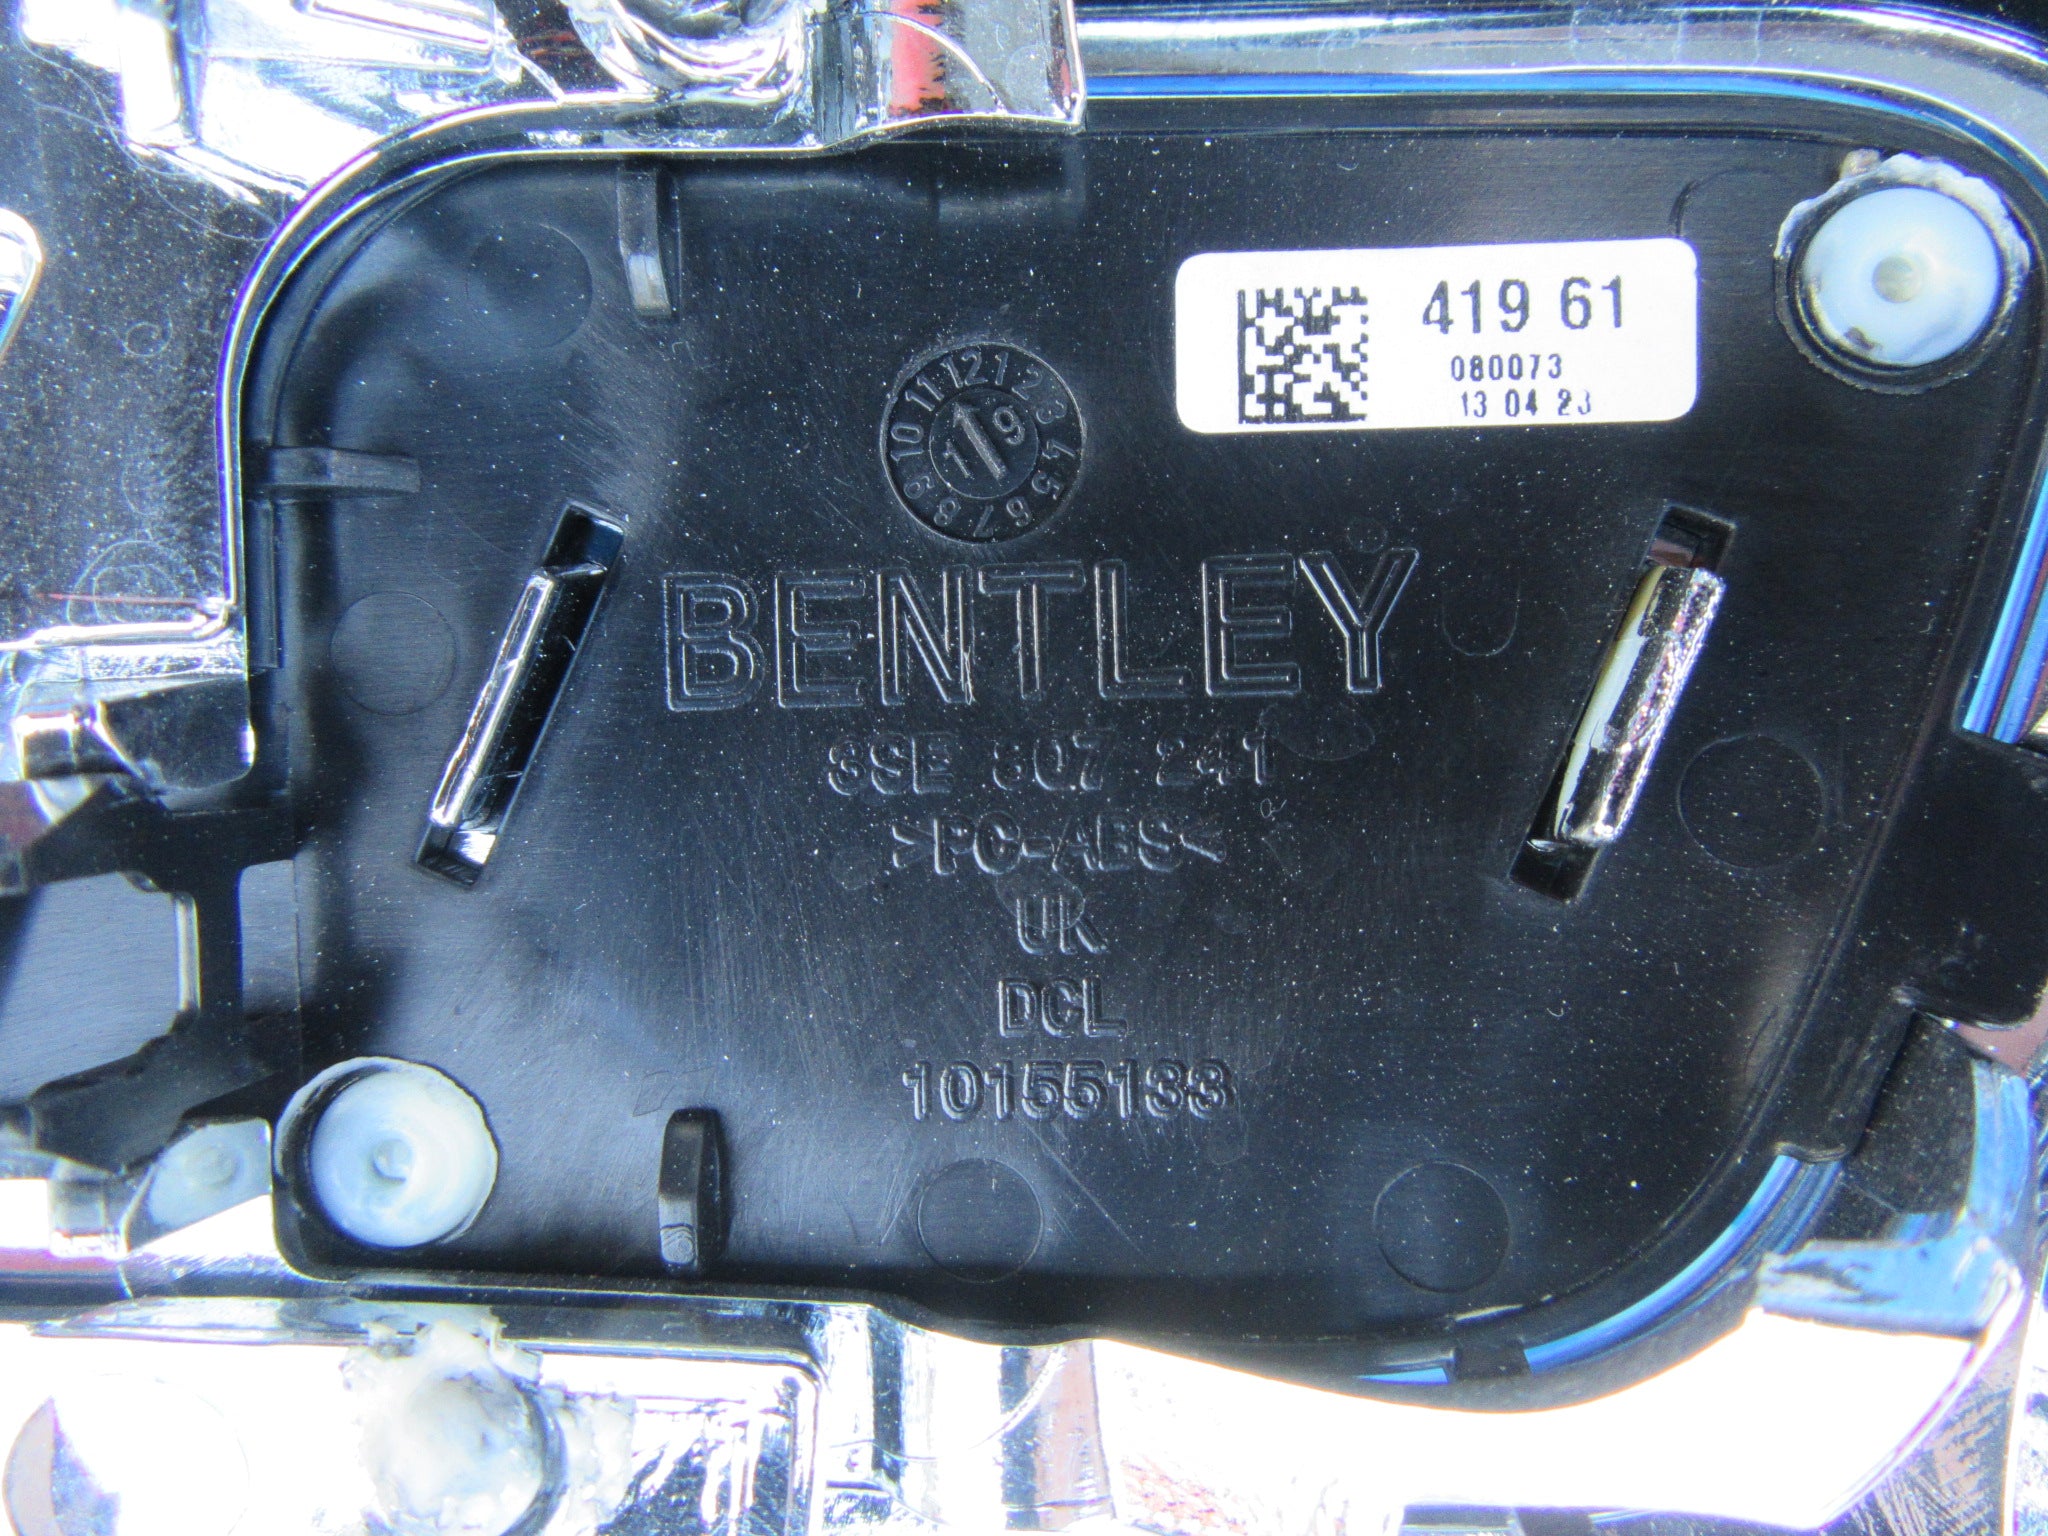 419 61
080073
13 04 23
12 1 2 3 4 5 6 7 8 9 10 11
1 9
BENTLEY
3SE 807 241
>PC-ABS<
UK
DCL
10155133